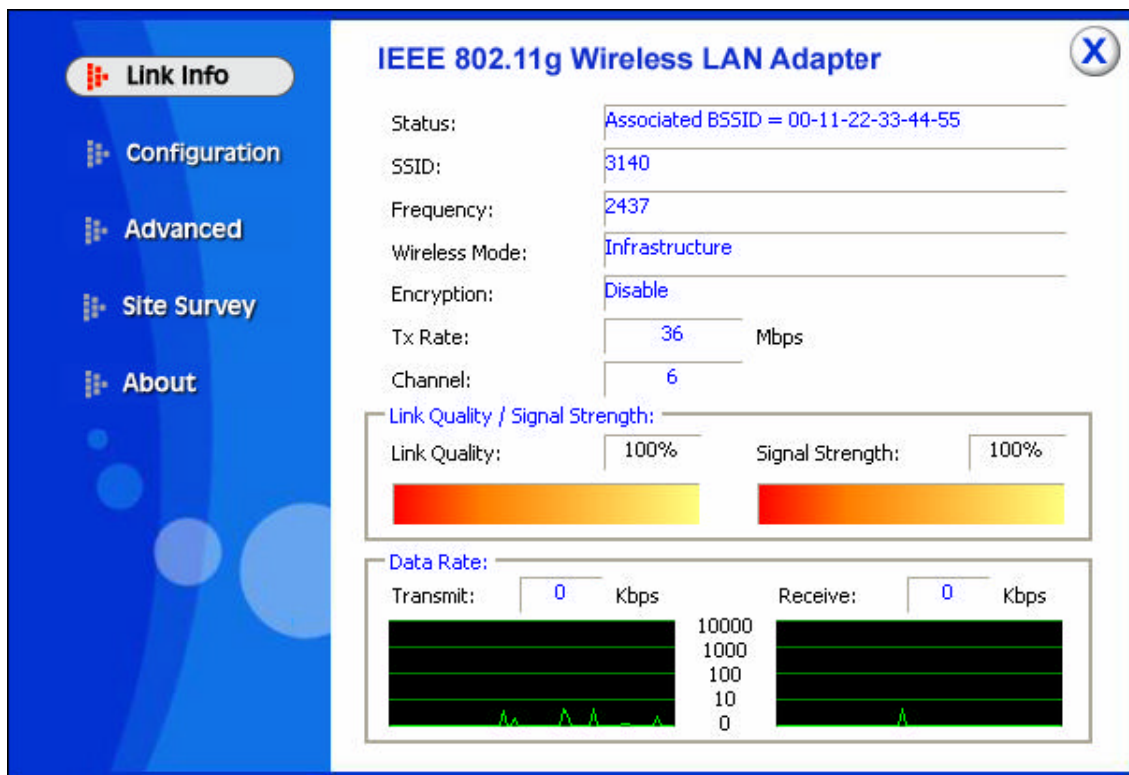 Link Info
Configuration
Advanced
Site Survey
About
IEEE 802.11g Wireless LAN Adapter
X
Status: Associated BSSID = 00-11-22-33-44-55
SSID: 3140
Frequency: 2437
Wireless Mode: Infrastructure
Encryption: Disable
Tx Rate: 36 Mbps
Channel: 6
Link Quality / Signal Strength:
Link Quality: 100% Signal Strength: 100%
Data Rate:
Transmit: 0 Kbps Receive: 0 Kbps
10000
1000
100
10
0